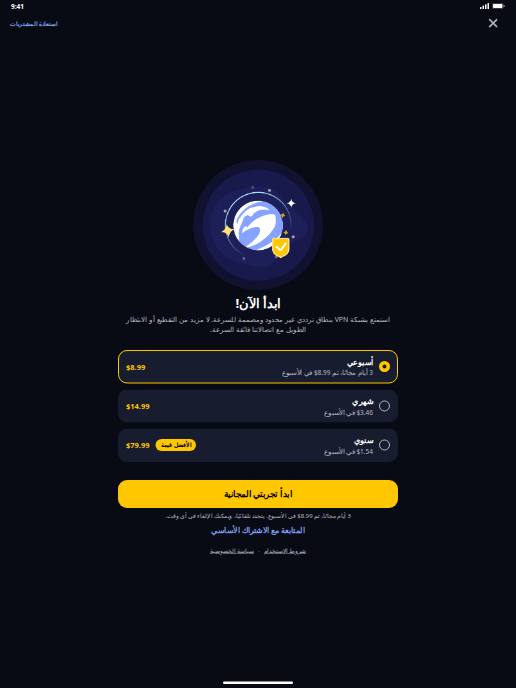 9:41
استعادة المشتريات
ابدأ الآن!
استمتع بشبكة VPN بنطاق ترددي غير محدود ومصممة للسرعة. لا مزيد من التقطيع أو الانتظار
الطويل مع اتصالاتنا فائقة السرعة.
أسبوعي
3 أيام مجانًا، ثم 8.99$ في الأسبوع
$8.99
شهري
3.46$ في الأسبوع
$14.99
سنوي
1.54$ في الأسبوع
الأفضل قيمة
$79.99
ابدأ تجربتي المجانية
3 أيام مجانًا، ثم 8.99$ في الأسبوع. يتجدد تلقائيًا، ويمكنك الإلغاء في أي وقت.
المتابعة مع الاشتراك الأساسي
شروط الاستخدام · سياسة الخصوصية